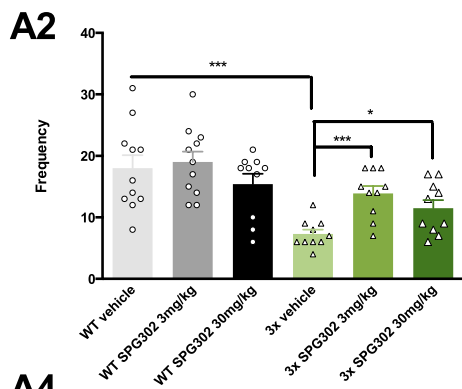 A2
40
30
20
10
0
Frequency
***
*
***
WT vehicle
WT SPG302 3mg/kg
WT SPG302 30mg/kg
3x vehicle
3x SPG302 3mg/kg
3x SPG302 30mg/kg
A4